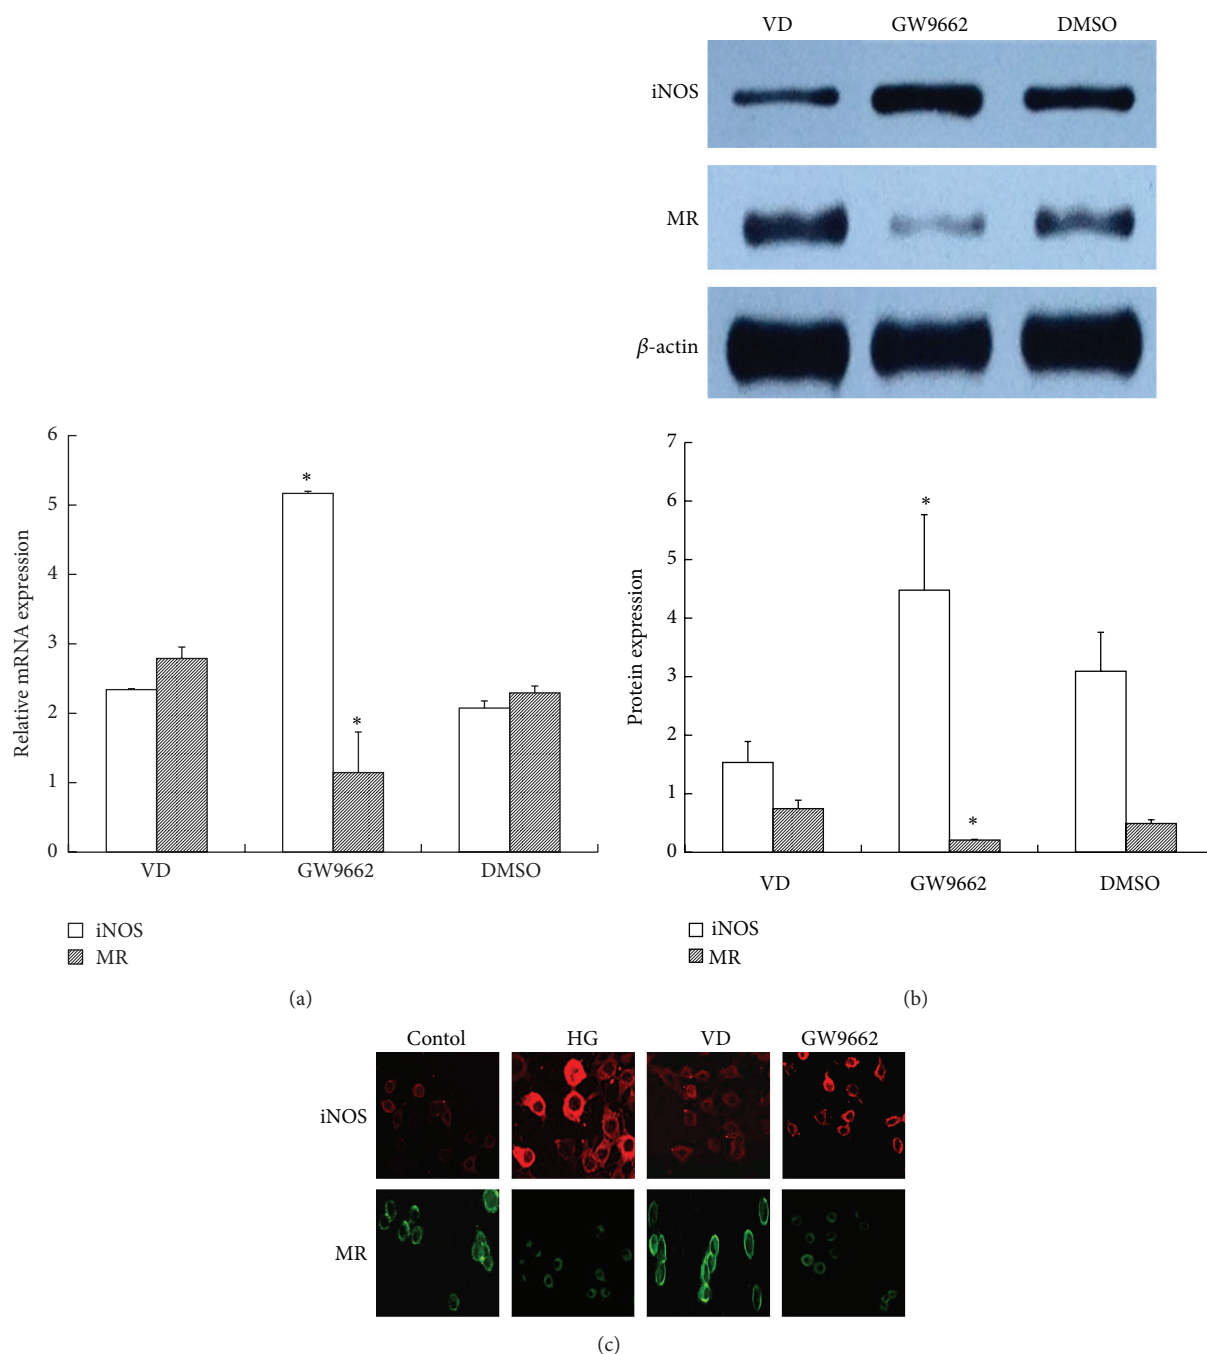 VD GW9662 DMSO
iNOS
MR
β-actin
6
5
4
3
2
1
0
Relative mRNA expression
*
*
VD GW9662 DMSO
iNOS
MR
(a)
7
6
5
4
3
2
1
0
Protein expression
*
*
VD GW9662 DMSO
iNOS
MR
(b)
Contol HG VD GW9662
iNOS
MR
(c)